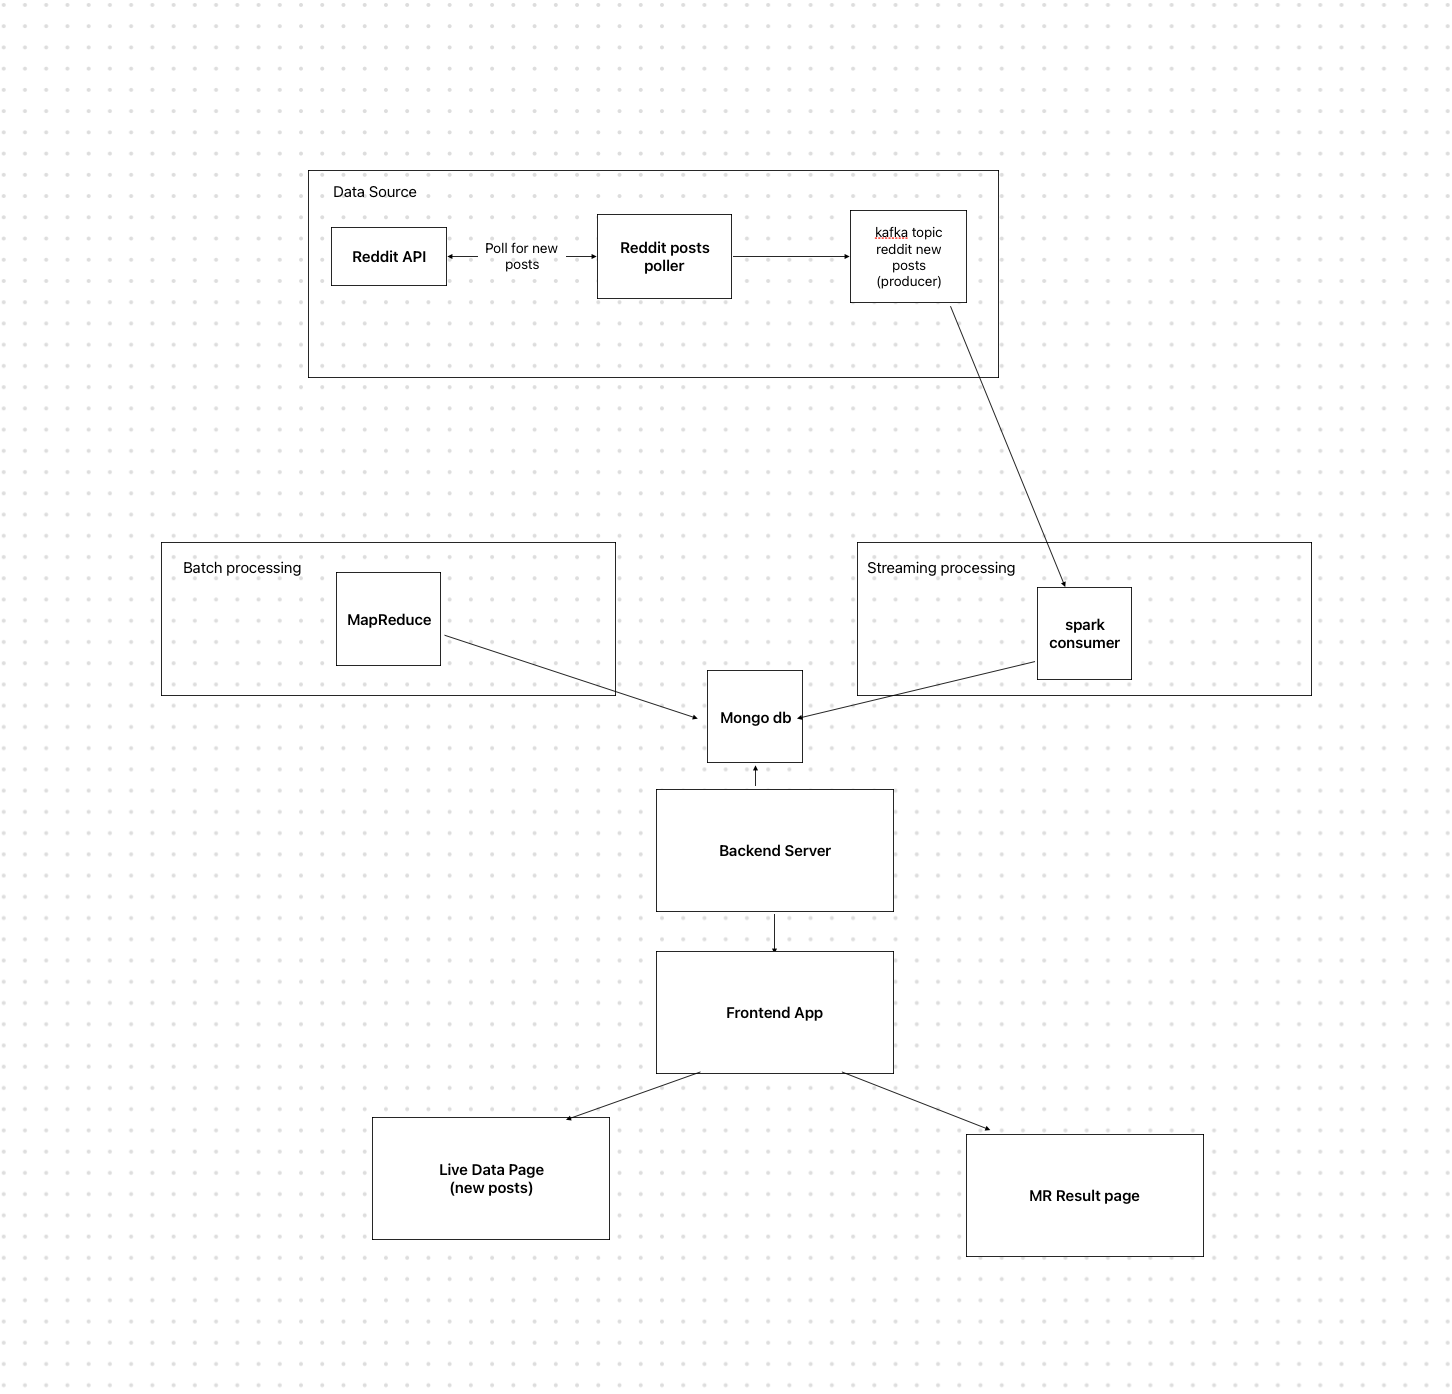 Data Source
Reddit API
Poll for new
posts
Reddit posts
poller
kafka topic
reddit new
posts
(producer)
Batch processing
MapReduce
Streaming processing
spark
consumer
Mongo db
Backend Server
Frontend App
Live Data Page
(new posts)
MR Result page